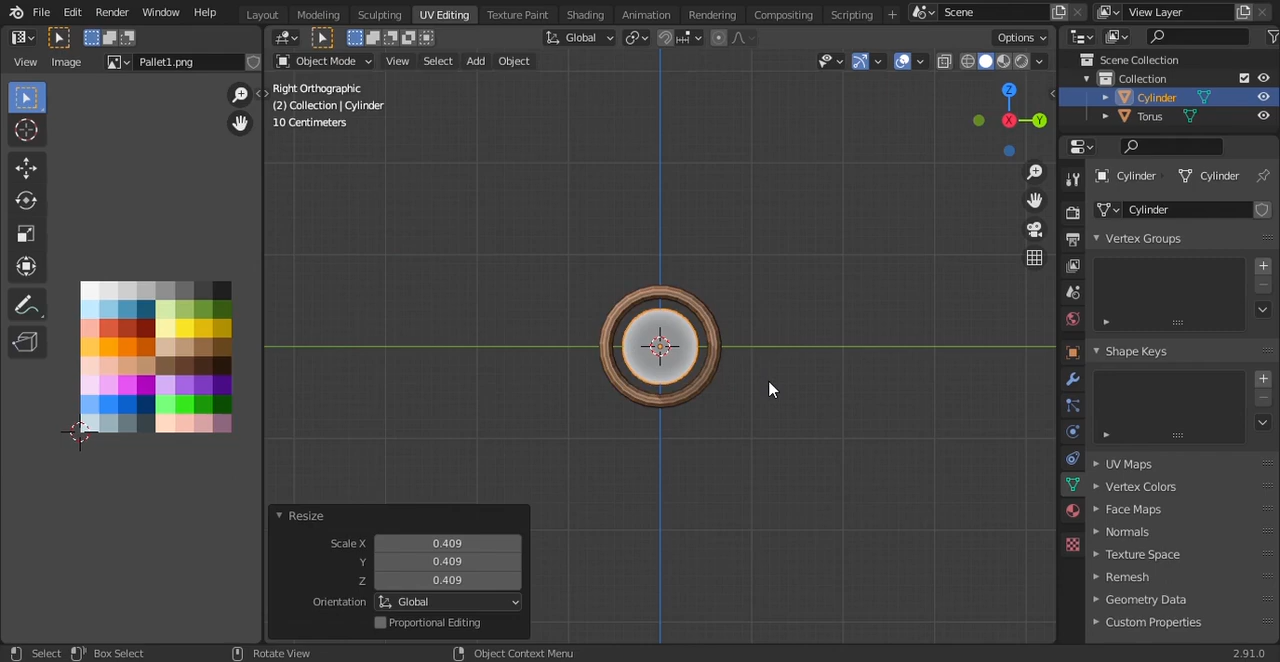 File Edit Render Window Help Layout Modeling Sculpting UV Editing Texture Paint Shading Animation Rendering Compositing Scripting Scene View Layer
Global Options
View Image Pallet1.png Object Mode View Select Add Object
Right Orthographic
(2) Collection | Cylinder
10 Centimeters
Z
X
Y
Scene Collection
Collection
Cylinder
Torus
Cylinder Cylinder
Cylinder
Vertex Groups
Shape Keys
UV Maps
Vertex Colors
Face Maps
Normals
Texture Space
Remesh
Geometry Data
Custom Properties
Resize
Scale X 0.409
Y 0.409
Z 0.409
Orientation Global
Proportional Editing
Select Box Select Rotate View Object Context Menu 2.91.0